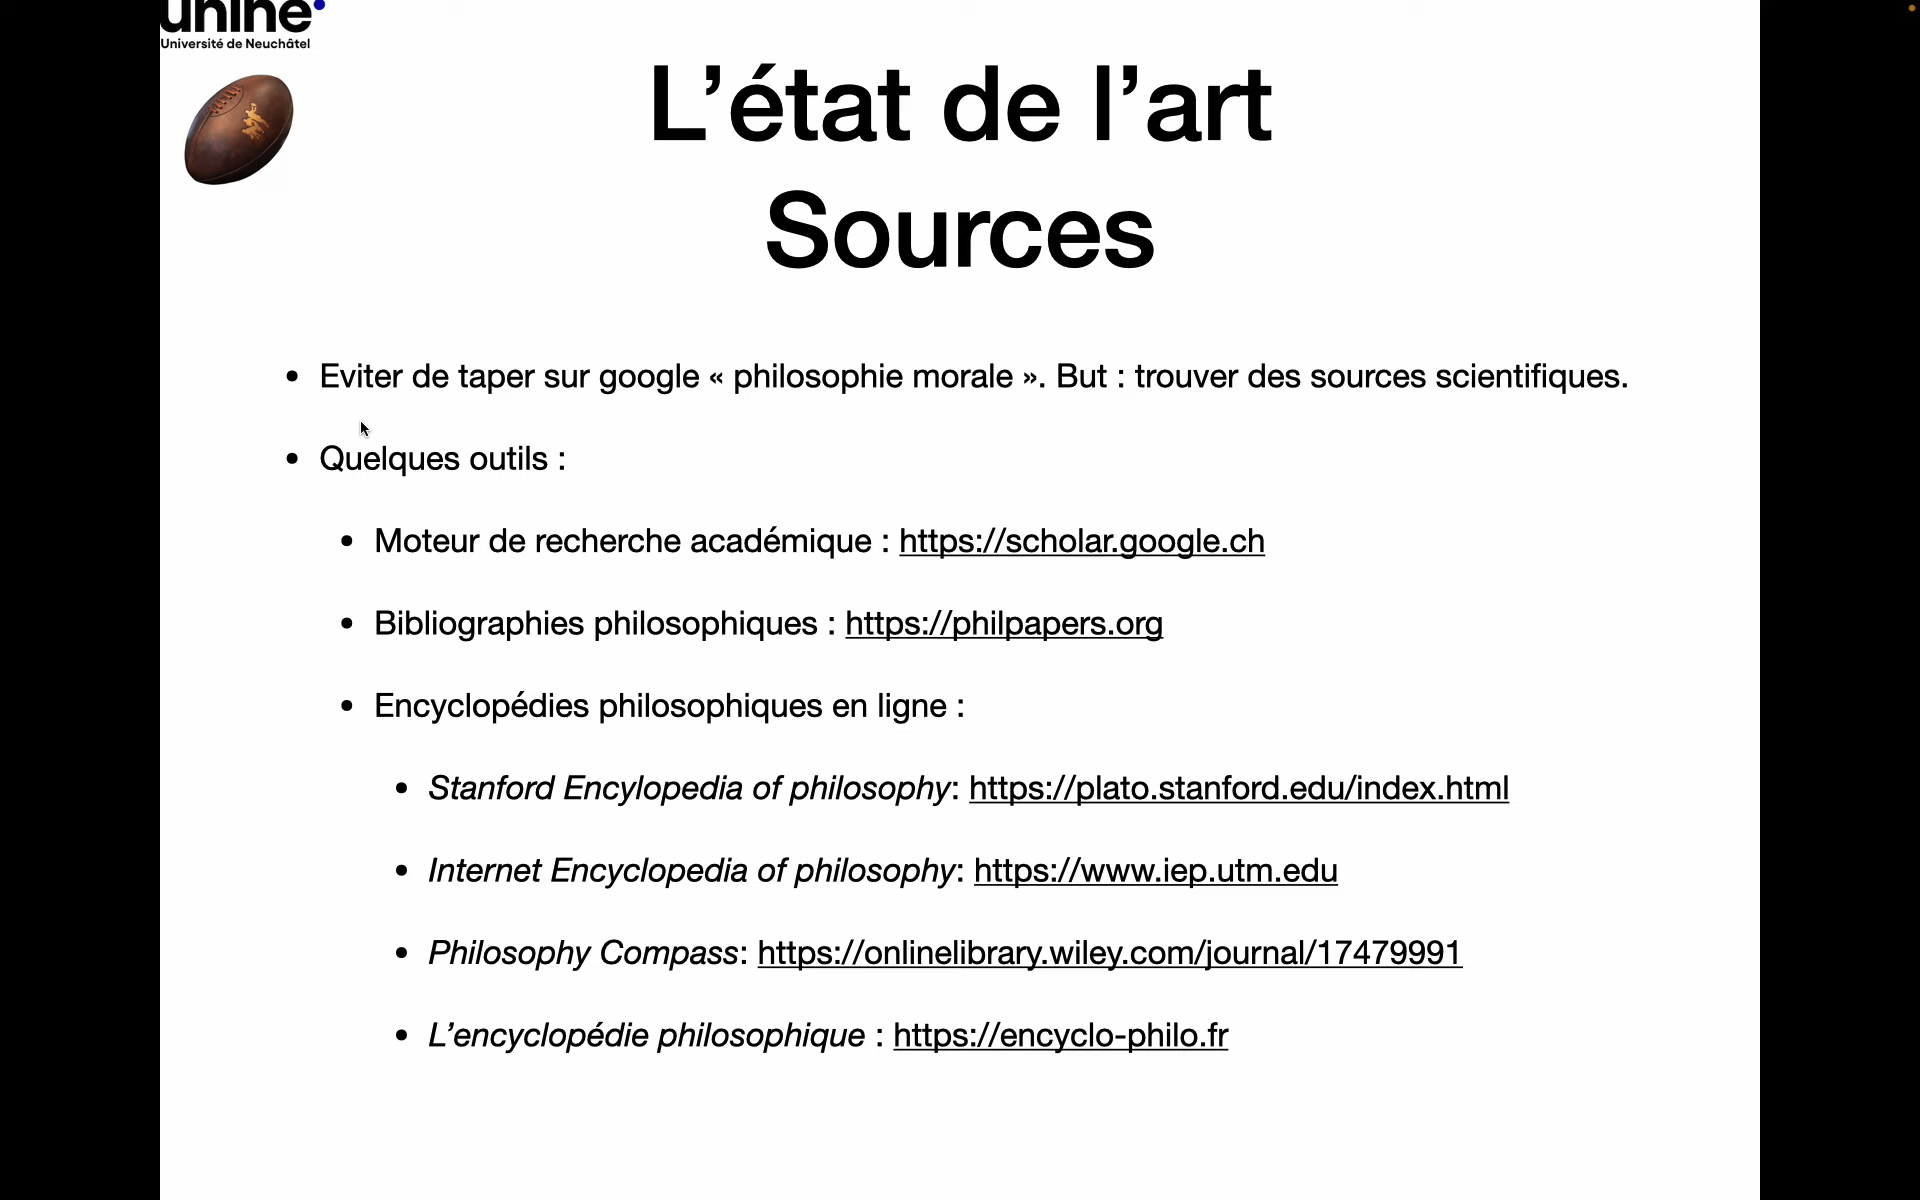 unine
Université de Neuchâtel
L’état de l’art
Sources
• Eviter de taper sur google « philosophie morale ». But : trouver des sources scientifiques.
• Quelques outils :
• Moteur de recherche académique : https://scholar.google.ch
• Bibliographies philosophiques : https://philpapers.org
• Encyclopédies philosophiques en ligne :
• Stanford Encylopedia of philosophy: https://plato.stanford.edu/index.html
• Internet Encyclopedia of philosophy: https://www.iep.utm.edu
• Philosophy Compass: https://onlinelibrary.wiley.com/journal/17479991
• L’encyclopédie philosophique : https://encyclo-philo.fr